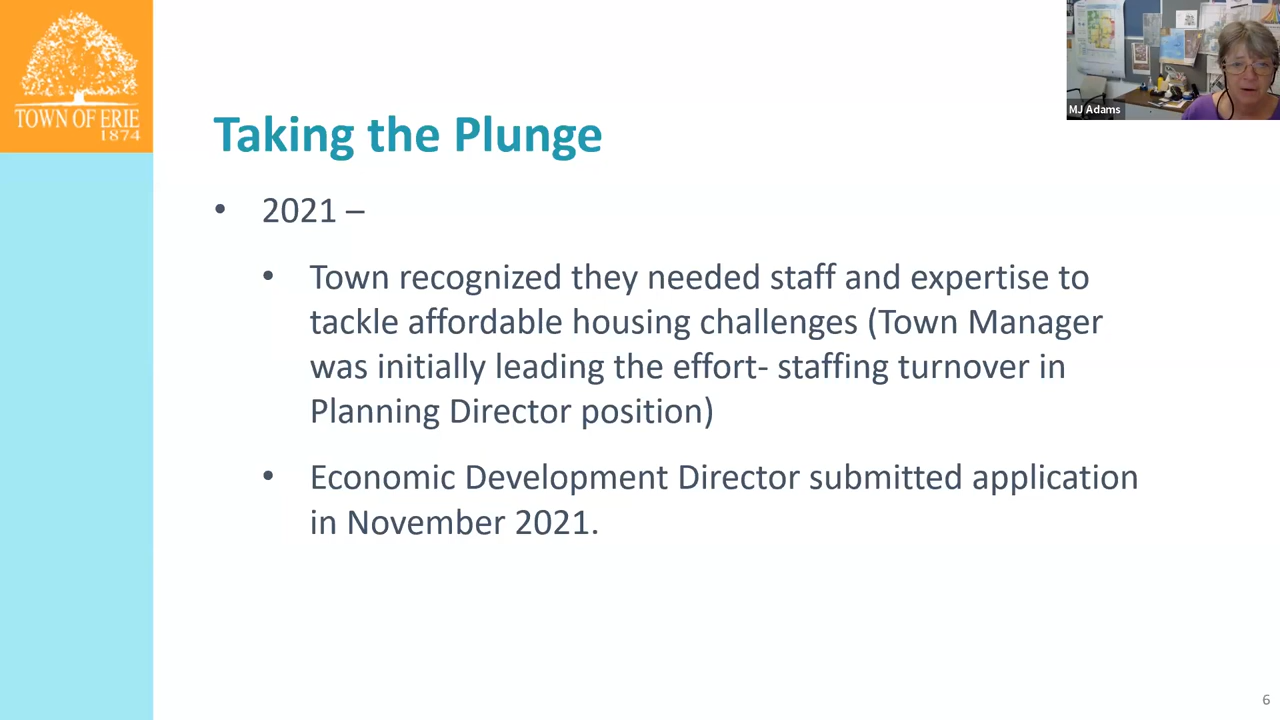 TOWN OF ERIE
1874
MJ Adams
Taking the Plunge
• 2021 –
• Town recognized they needed staff and expertise to
tackle affordable housing challenges (Town Manager
was initially leading the effort- staffing turnover in
Planning Director position)
• Economic Development Director submitted application
in November 2021.
6